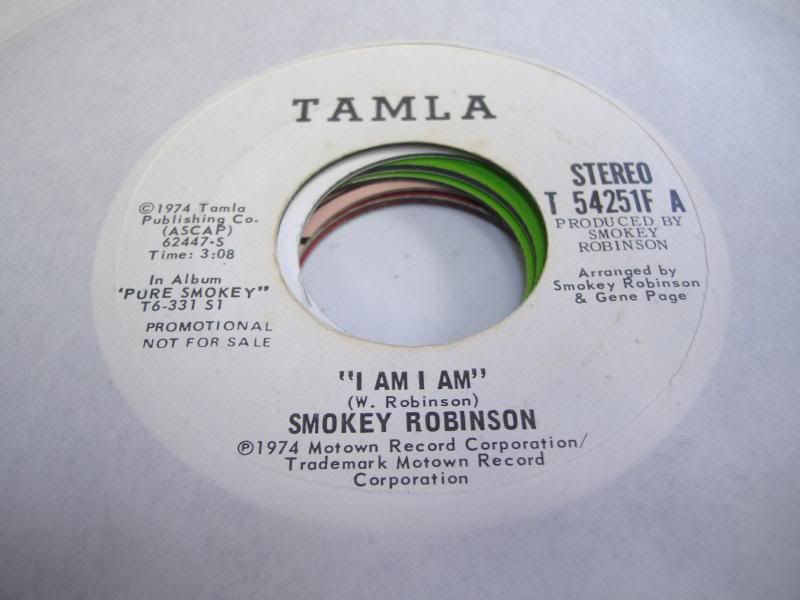 TAMLA
©1974 Tamla
Publishing Co.
(ASCAP)
62447-S
Time: 3:08
In Album
"PURE SMOKEY"
T6-331 S1
PROMOTIONAL
NOT FOR SALE
STEREO
T 54251F A
PRODUCED BY
SMOKEY
ROBINSON
Arranged by
Smokey Robinson
& Gene Page
"I AM I AM"
(W. Robinson)
SMOKEY ROBINSON
℗1974 Motown Record Corporation/
Trademark Motown Record
Corporation